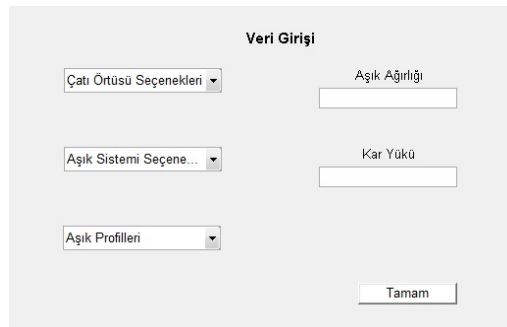 Veri Girişi
Çatı Örtüsü Seçenekleri
Aşık Ağırlığı
Aşık Sistemi Seçene...
Kar Yükü
Aşık Profilleri
Tamam